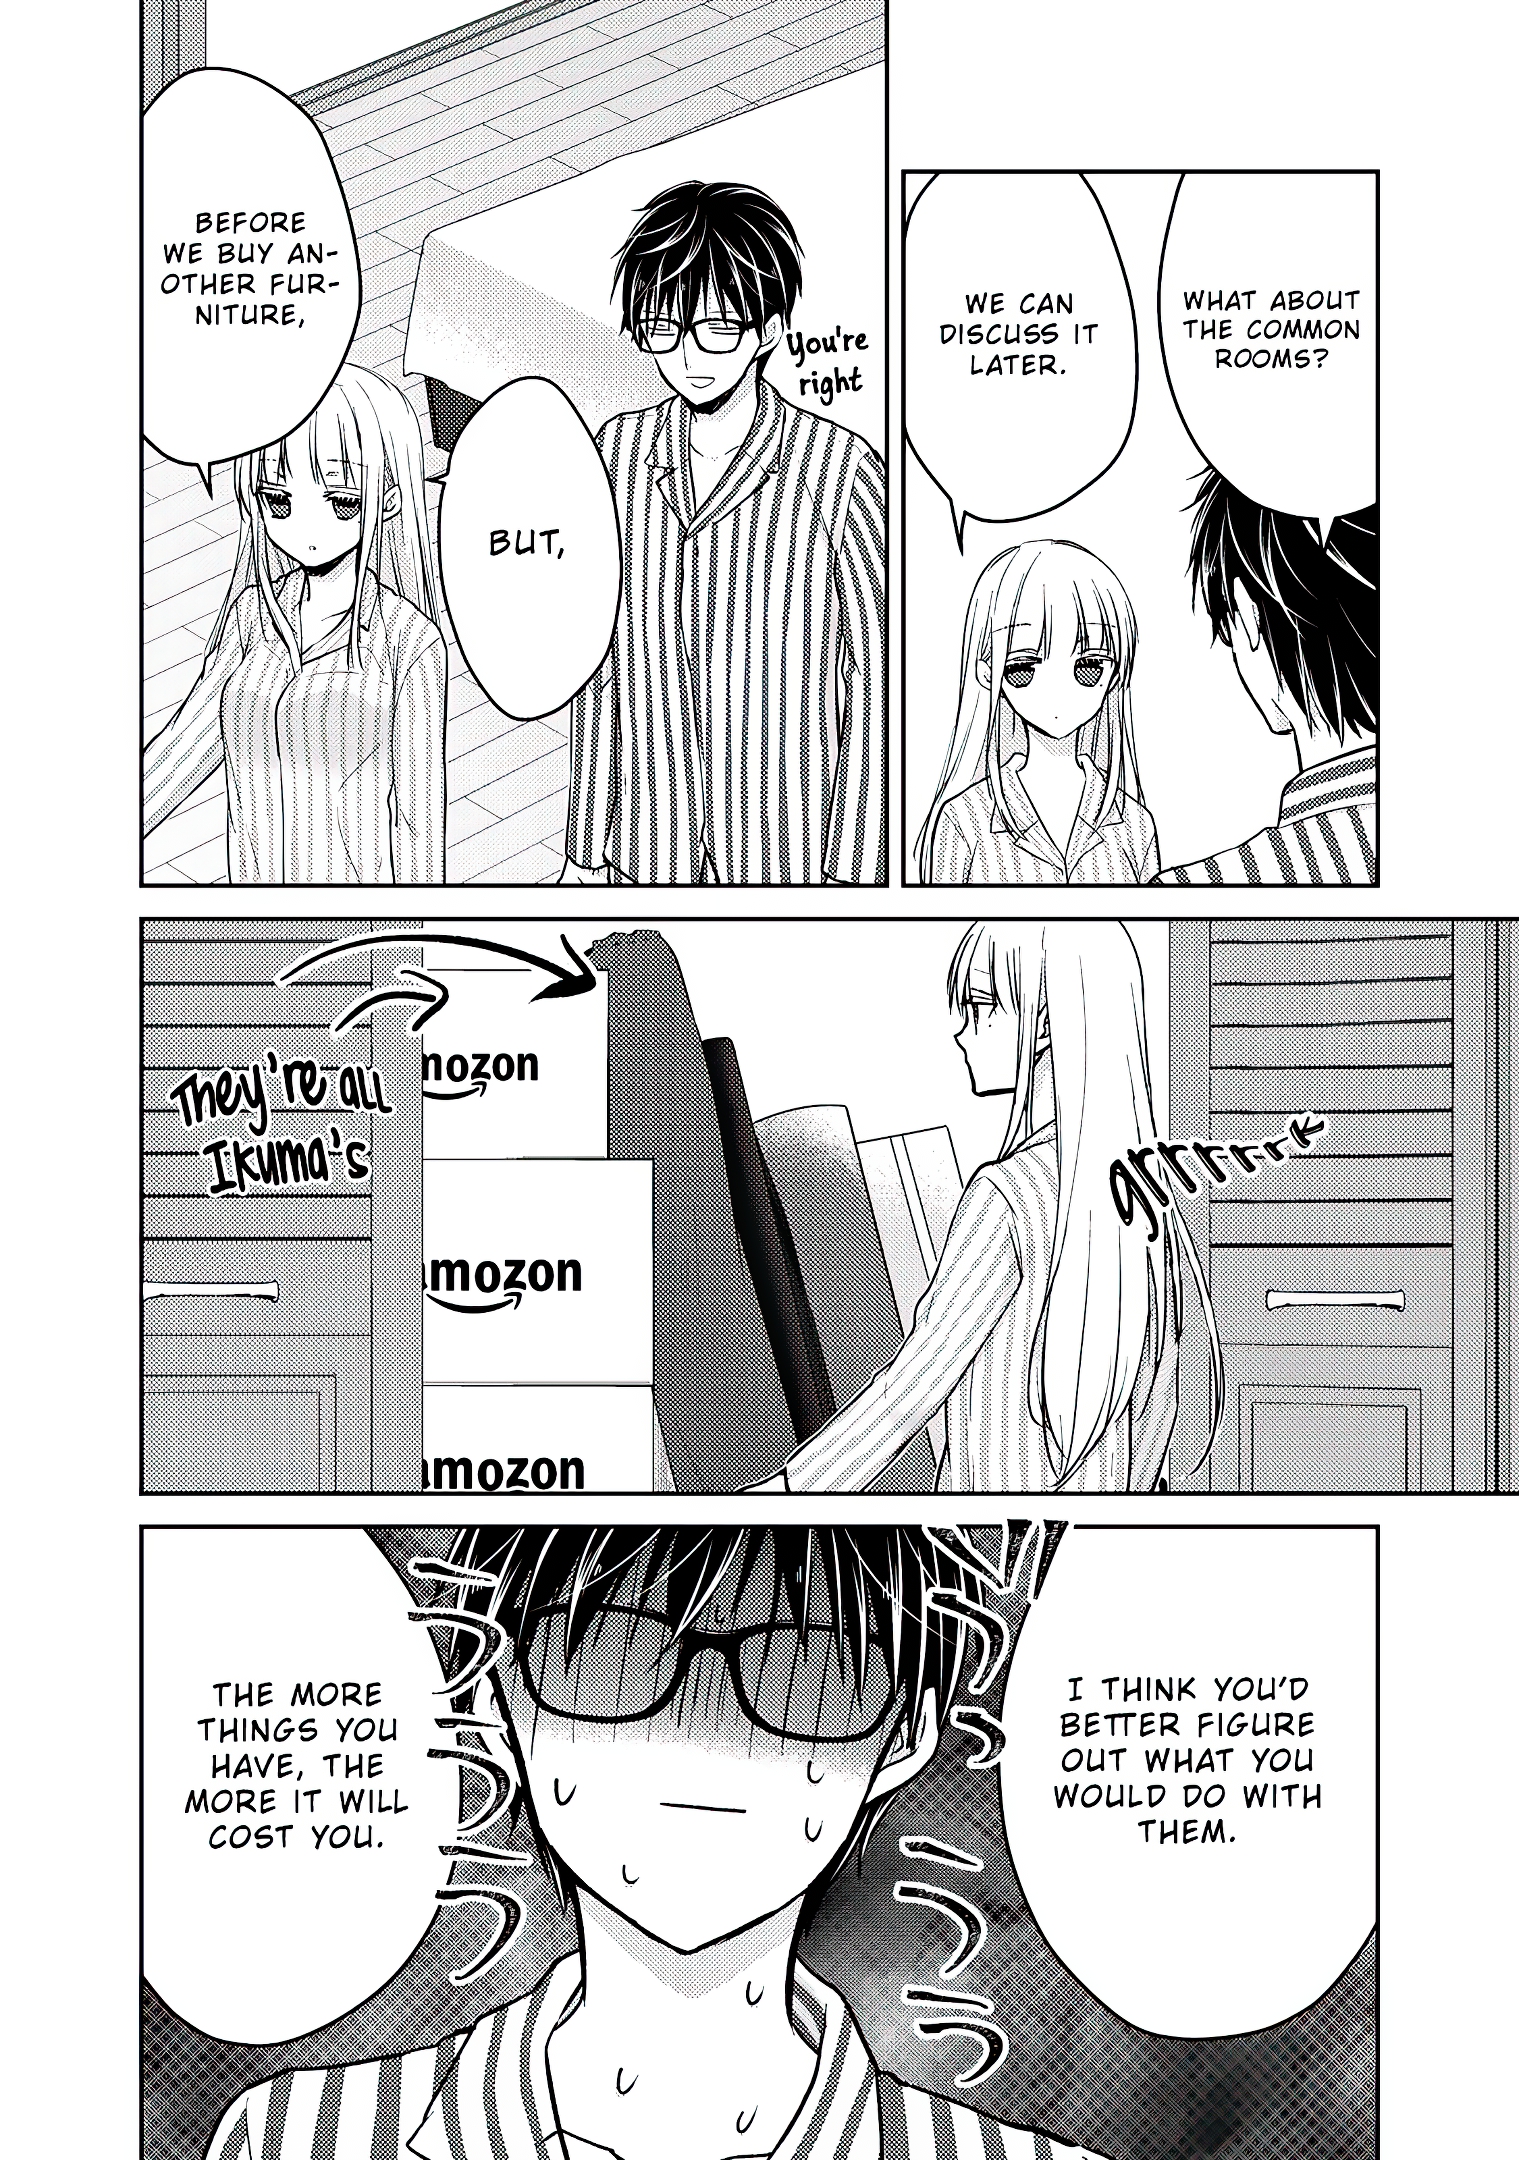 WHAT ABOUT
THE COMMON
ROOMS?
WE CAN
DISCUSS IT
LATER.
You're
right
BUT,
BEFORE
WE BUY AN-
OTHER FUR-
NITURE,
grrrrrr
They're all
Ikuma's
mozon
amozon
amozon
I THINK YOU'D
BETTER FIGURE
OUT WHAT YOU
WOULD DO WITH
THEM.
THE MORE
THINGS YOU
HAVE, THE
MORE IT WILL
COST YOU.